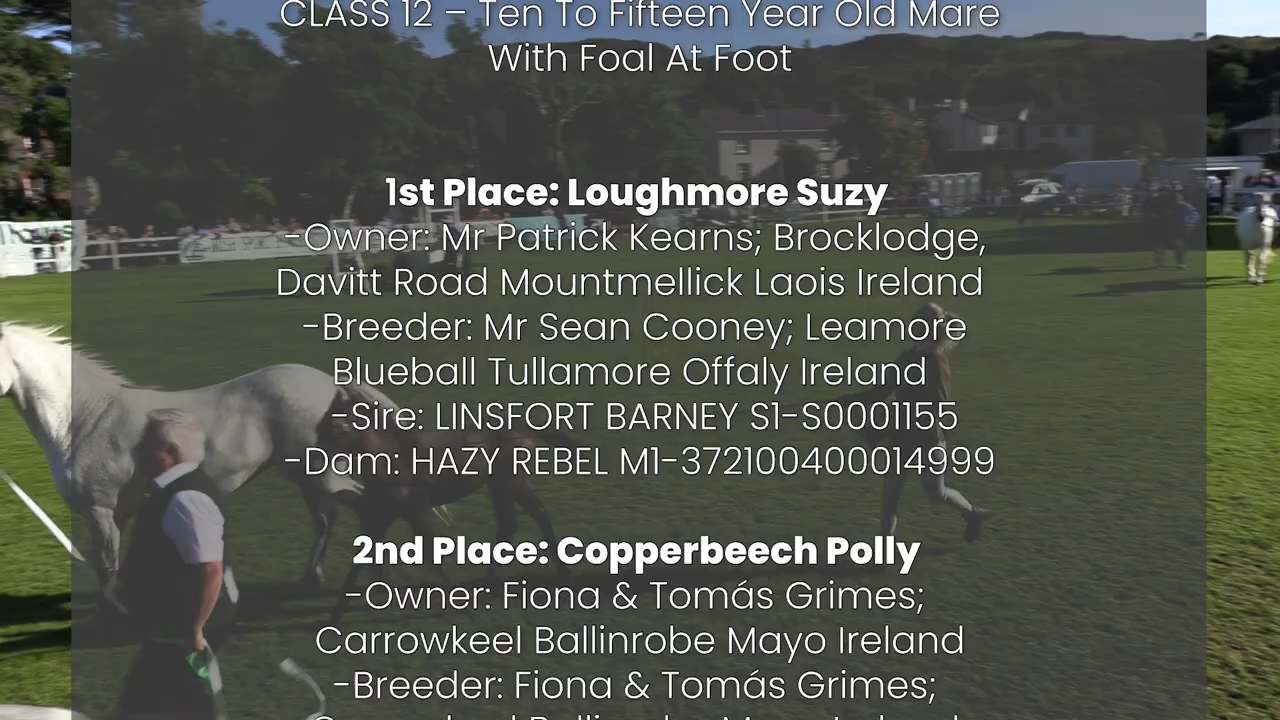 CLASS 12 – Ten To Fifteen Year Old Mare
With Foal At Foot
1st Place: Loughmore Suzy
-Owner: Mr Patrick Kearns; Brocklodge,
Davitt Road Mountmellick Laois Ireland
-Breeder: Mr Sean Cooney; Leamore
Blueball Tullamore Offaly Ireland
-Sire: LINSFORT BARNEY S1-S0001155
-Dam: HAZY REBEL M1-372100400014999
2nd Place: Copperbeech Polly
-Owner: Fiona & Tomás Grimes;
Carrowkeel Ballinrobe Mayo Ireland
-Breeder: Fiona & Tomás Grimes;